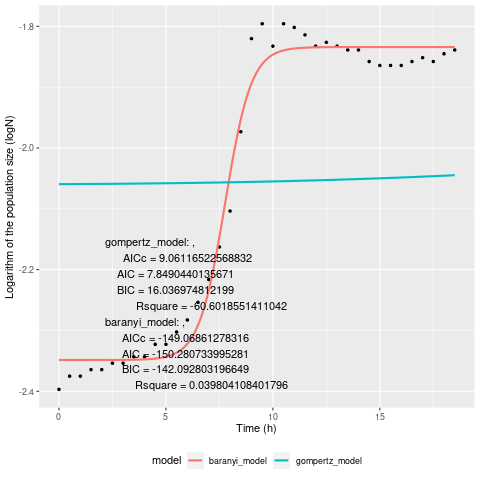 -1.8
-2.0
-2.2
-2.4
Logarithm of the population size (logN)
gompertz_model: ,
AICc = 9.06116522568832
AIC = 7.8490440135671
BIC = 16.036974812199
Rsquare = -60.6018551411042
baranyi_model: ,
AICc = -149.06861278316
AIC = -150.280733995281
BIC = -142.092803196649
Rsquare = 0.039804108401796
0
5
10
15
Time (h)
model
baranyi_model
gompertz_model